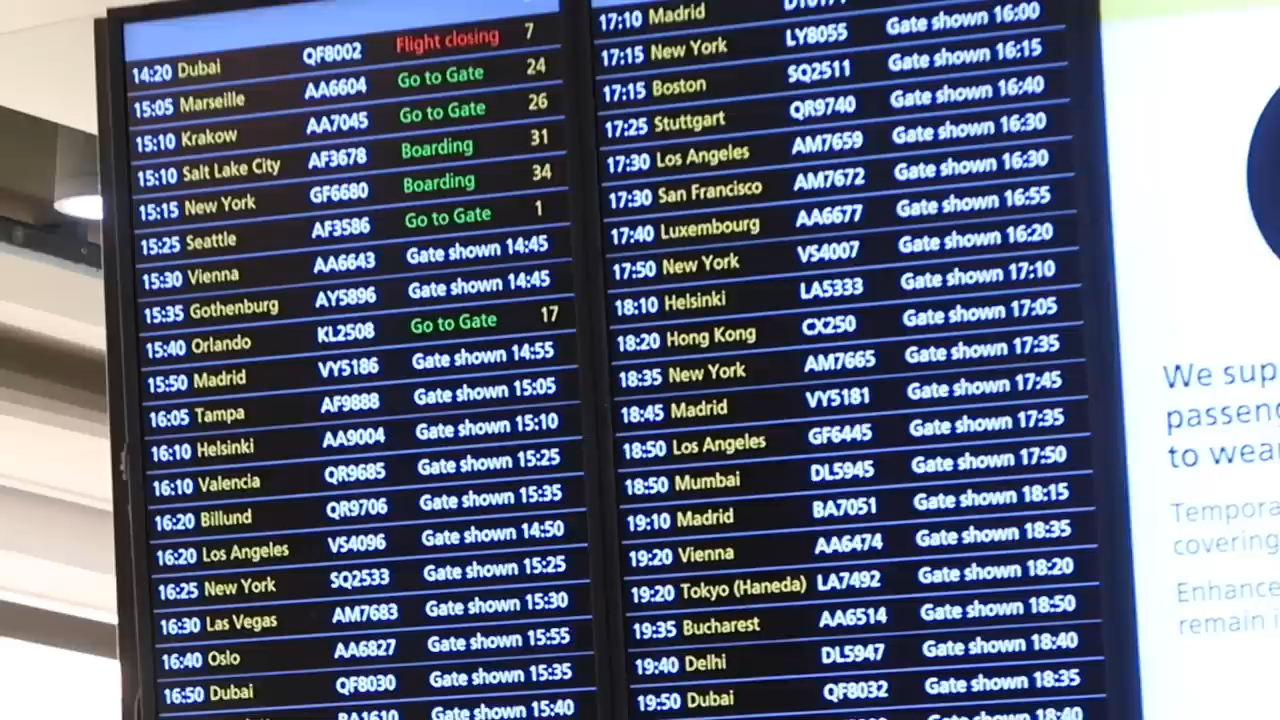 14:20 Dubai QF8002 Flight closing 7
15:05 Marseille AA6604 Go to Gate 24
15:10 Krakow AA7045 Go to Gate 26
15:10 Salt Lake City AF3678 Boarding 31
15:15 New York GF6680 Boarding 34
15:25 Seattle AF3586 Go to Gate 1
15:30 Vienna AA6643 Gate shown 14:45
15:35 Gothenburg AY5896 Gate shown 14:45
15:40 Orlando KL2508 Go to Gate 17
15:50 Madrid VY5186 Gate shown 14:55
16:05 Tampa AF9888 Gate shown 15:05
16:10 Helsinki AA9004 Gate shown 15:10
16:10 Valencia QR9685 Gate shown 15:25
16:20 Billund QR9706 Gate shown 15:35
16:20 Los Angeles VS4096 Gate shown 14:50
16:25 New York SQ2533 Gate shown 15:25
16:30 Las Vegas AM7683 Gate shown 15:30
16:40 Oslo AA6827 Gate shown 15:55
16:50 Dubai QF8030 Gate shown 15:35
BA1610 Gate shown 15:40
17:10 Madrid
17:15 New York LY8055 Gate shown 16:00
17:15 Boston SQ2511 Gate shown 16:15
17:25 Stuttgart QR9740 Gate shown 16:40
17:30 Los Angeles AM7659 Gate shown 16:30
17:30 San Francisco AM7672 Gate shown 16:30
17:40 Luxembourg AA6677 Gate shown 16:55
17:50 New York VS4007 Gate shown 16:20
18:10 Helsinki LA5333 Gate shown 17:10
18:20 Hong Kong CX250 Gate shown 17:05
18:35 New York AM7665 Gate shown 17:35
18:45 Madrid VY5181 Gate shown 17:45
18:50 Los Angeles GF6445 Gate shown 17:35
18:50 Mumbai DL5945 Gate shown 17:50
19:10 Madrid BA7051 Gate shown 18:15
19:20 Vienna AA6474 Gate shown 18:35
19:20 Tokyo (Haneda) LA7492 Gate shown 18:20
19:35 Bucharest AA6514 Gate shown 18:50
19:40 Delhi DL5947 Gate shown 18:40
19:50 Dubai QF8032 Gate shown 18:35
Gate shown 18:40
We sup
passeng
to wea
Tempora
covering
Enhance
remain i